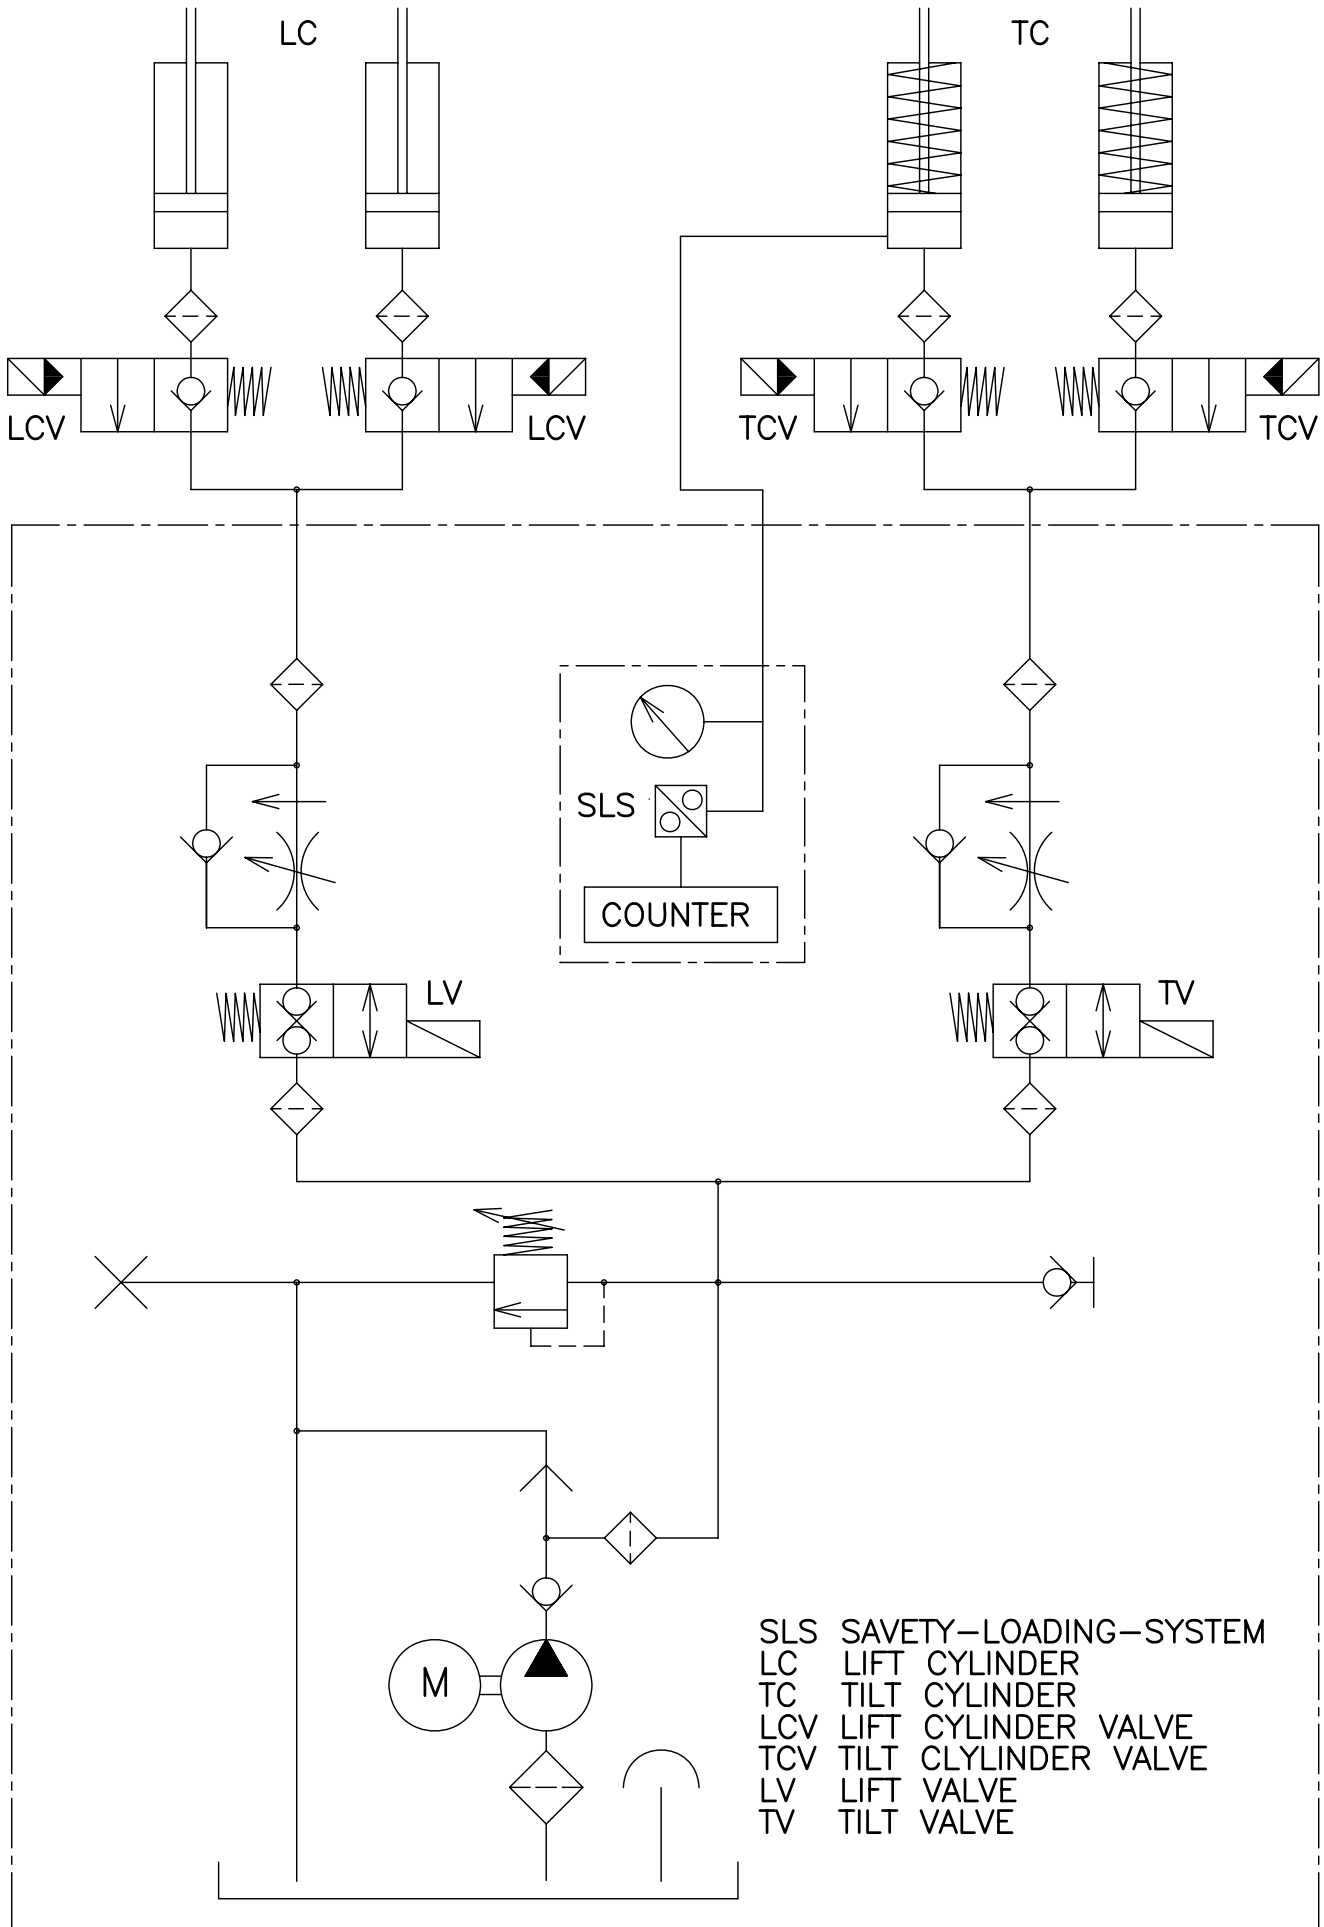 LC
TC
LCV
LCV
TCV
TCV
SLS
COUNTER
LV
TV
M
SLS SAVETY-LOADING-SYSTEM
LC LIFT CYLINDER
TC TILT CYLINDER
LCV LIFT CYLINDER VALVE
TCV TILT CLYLINDER VALVE
LV LIFT VALVE
TV TILT VALVE